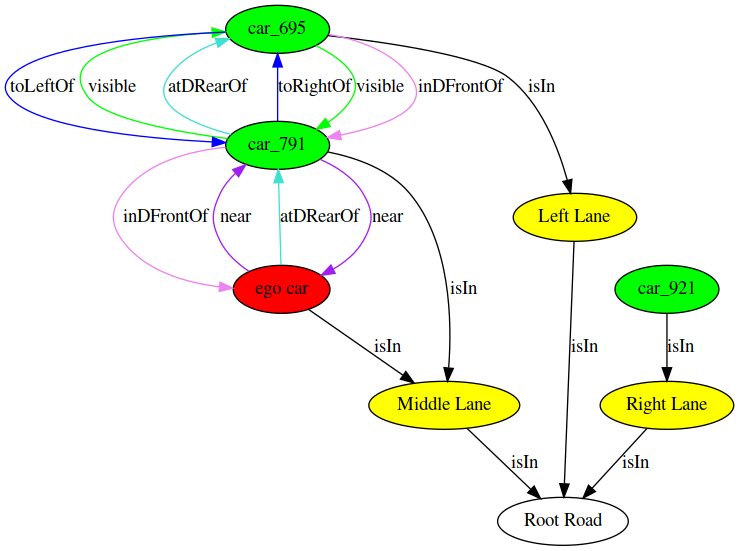 car_695
toLeftOf
visible
atDRearOf
toRightOf
visible
inDFrontOf
isIn
car_791
inDFrontOf
near
atDRearOf
near
Left Lane
ego car
isIn
car_921
isIn
isIn
isIn
Middle Lane
Right Lane
isIn
isIn
Root Road